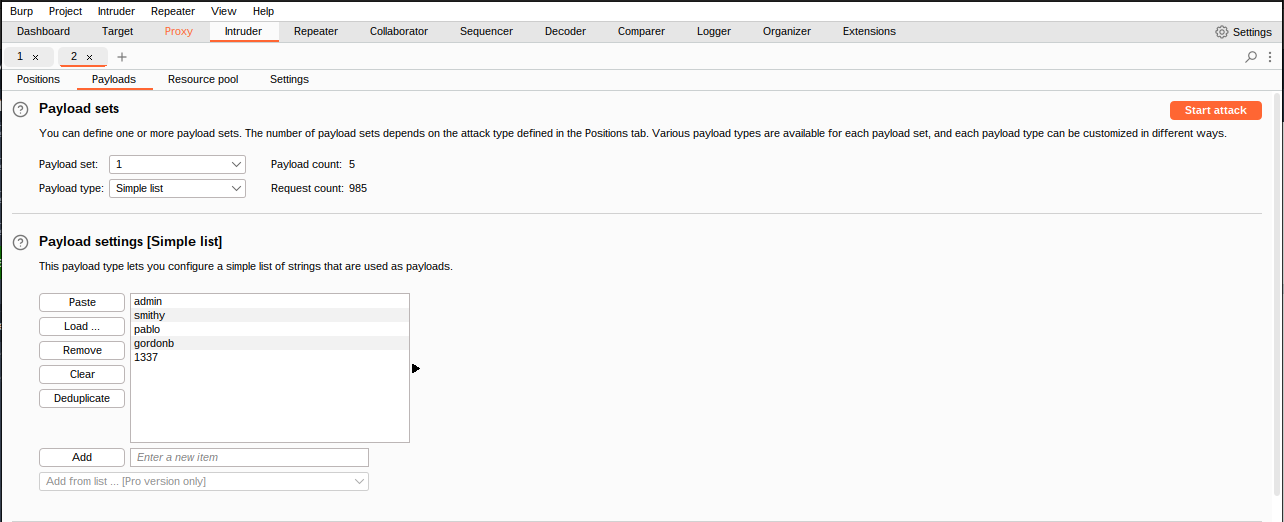 Burp Project Intruder Repeater View Help
Dashboard Target Proxy Intruder Repeater Collaborator Sequencer Decoder Comparer Logger Organizer Extensions Settings
1 × 2 × +
Positions Payloads Resource pool Settings
? Payload sets Start attack
You can define one or more payload sets. The number of payload sets depends on the attack type defined in the Positions tab. Various payload types are available for each payload set, and each payload type can be customized in different ways.
Payload set: 1 Payload count: 5
Payload type: Simple list Request count: 985
? Payload settings [Simple list]
This payload type lets you configure a simple list of strings that are used as payloads.
Paste
Load ...
Remove
Clear
Deduplicate
admin
smithy
pablo
gordonb
1337
Add Enter a new item
Add from list ... [Pro version only]